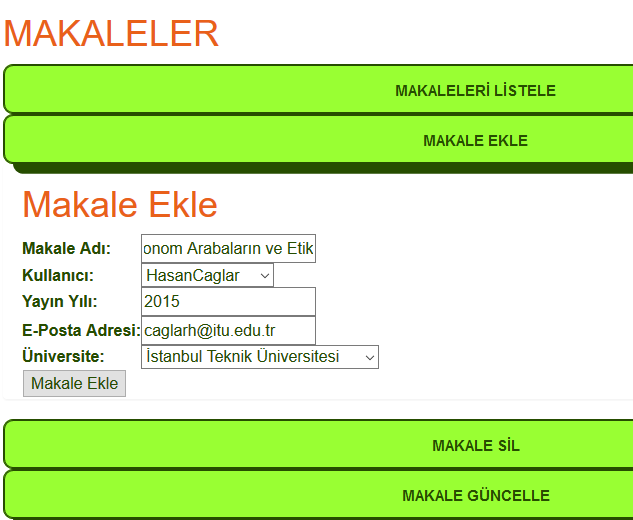 MAKALELER
MAKALELERİ LİSTELE
MAKALE EKLE
Makale Ekle
Makale Adı: onom Arabaların ve Etik
Kullanıcı: HasanCaglar
Yayın Yılı: 2015
E-Posta Adresi: caglarh@itu.edu.tr
Üniversite: İstanbul Teknik Üniversitesi
Makale Ekle
MAKALE SİL
MAKALE GÜNCELLE